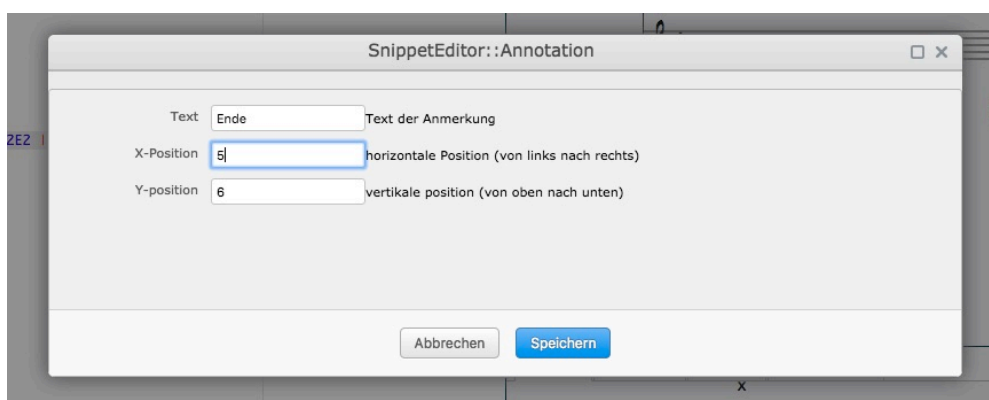 SnippetEditor::Annotation
Text Ende Text der Anmerkung
2E2 |
X-Position 5 horizontale Position (von links nach rechts)
Y-position 6 vertikale position (von oben nach unten)
Abbrechen Speichern
x